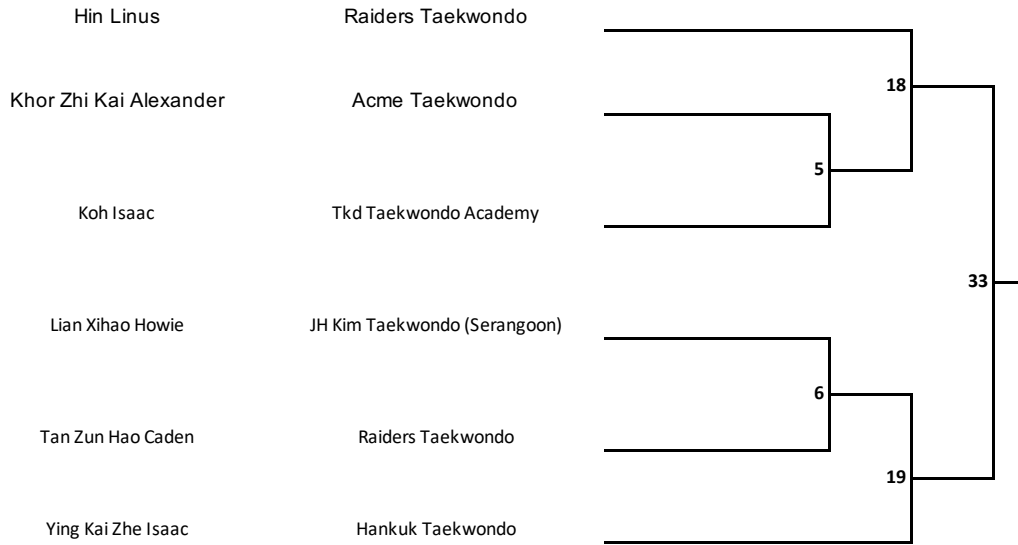 Hin Linus Raiders Taekwondo
18
Khor Zhi Kai Alexander Acme Taekwondo
5
Koh Isaac Tkd Taekwondo Academy
33
Lian Xihao Howie JH Kim Taekwondo (Serangoon)
6
Tan Zun Hao Caden Raiders Taekwondo
19
Ying Kai Zhe Isaac Hankuk Taekwondo